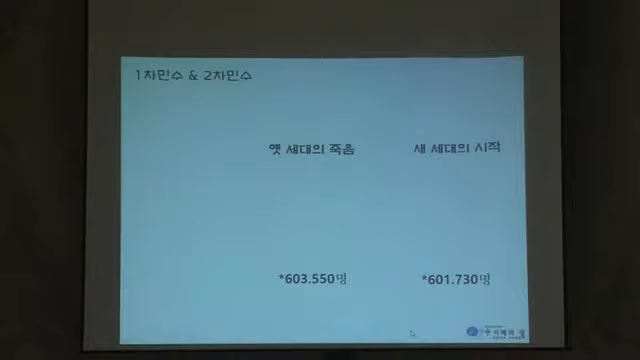 1차민수 & 2차민수
옛 세대의 죽음 새 세대의 시작
*603.550명 *601.730명